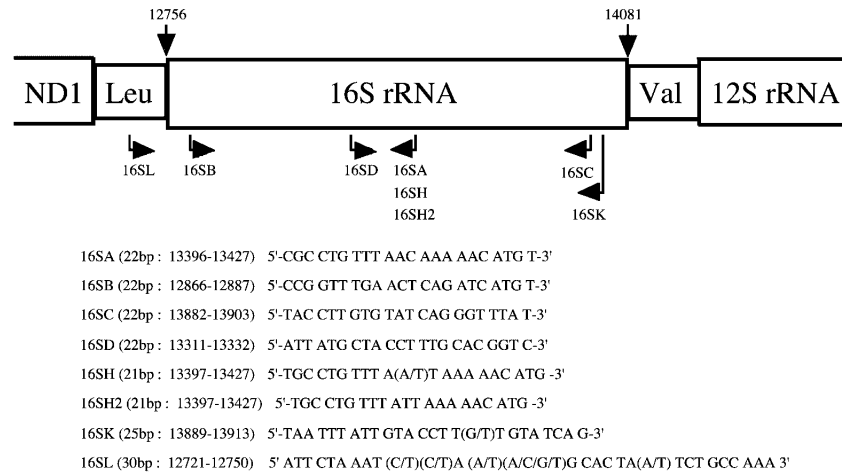 12756 14081
ND1 Leu 16S rRNA Val 12S rRNA
16SL 16SB 16SD 16SA 16SC
16SH
16SH2 16SK
16SA (22bp : 13396-13427) 5'-CGC CTG TTT AAC AAA AAC ATG T-3'
16SB (22bp : 12866-12887) 5'-CCG GTT TGA ACT CAG ATC ATG T-3'
16SC (22bp : 13882-13903) 5'-TAC CTT GTG TAT CAG GGT TTA T-3'
16SD (22bp : 13311-13332) 5'-ATT ATG CTA CCT TTG CAC GGT C-3'
16SH (21bp : 13397-13427) 5'-TGC CTG TTT A(A/T)T AAA AAC ATG -3'
16SH2 (21bp : 13397-13427) 5'-TGC CTG TTT ATT AAA AAC ATG -3'
16SK (25bp : 13889-13913) 5'-TAA TTT ATT GTA CCT T(G/T)T GTA TCA G-3'
16SL (30bp : 12721-12750) 5' ATT CTA AAT (C/T)(C/T)A (A/T)(A/C/G/T)G CAC TA(A/T) TCT GCC AAA 3'